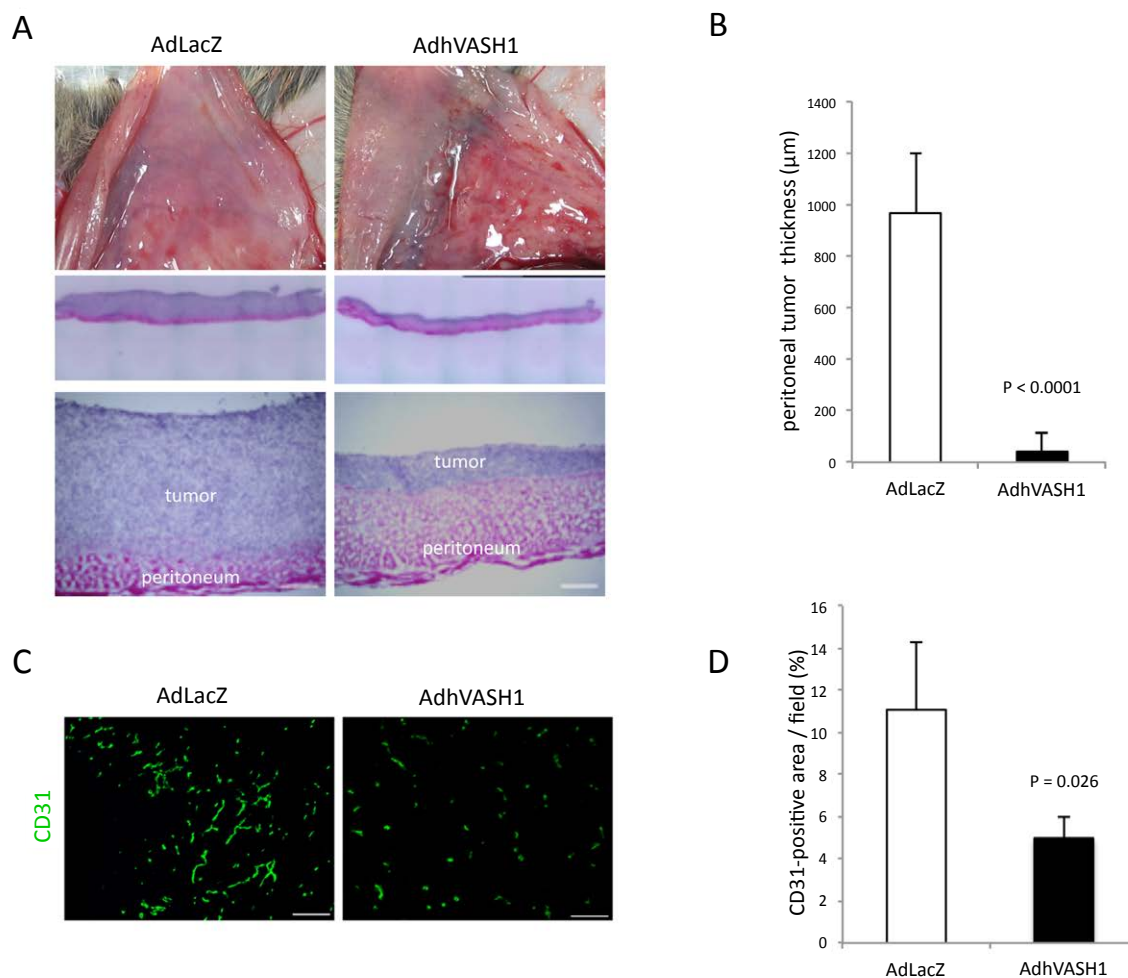 A
AdLacZ
AdhVASH1
tumor
peritoneum
tumor
peritoneum
B
peritoneal tumor thickness (µm)
1400
1200
1000
800
600
400
200
0
P < 0.0001
AdLacZ
AdhVASH1
C
AdLacZ
AdhVASH1
CD31
D
CD31-positive area / field (%)
16
14
12
10
8
6
4
2
0
P = 0.026
AdLacZ
AdhVASH1